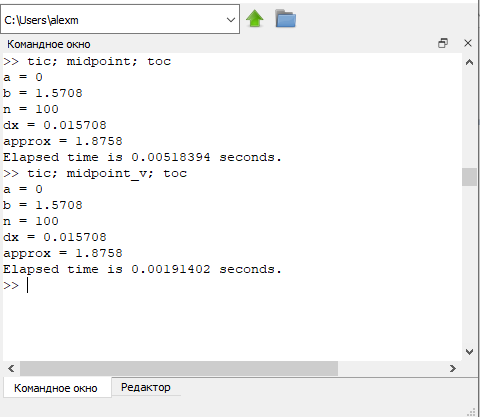 C:\Users\alexm
Командное окно
>> tic; midpoint; toc
a = 0
b = 1.5708
n = 100
dx = 0.015708
approx = 1.8758
Elapsed time is 0.00518394 seconds.
>> tic; midpoint_v; toc
a = 0
b = 1.5708
n = 100
dx = 0.015708
approx = 1.8758
Elapsed time is 0.00191402 seconds.
>>
Командное окно Редактор